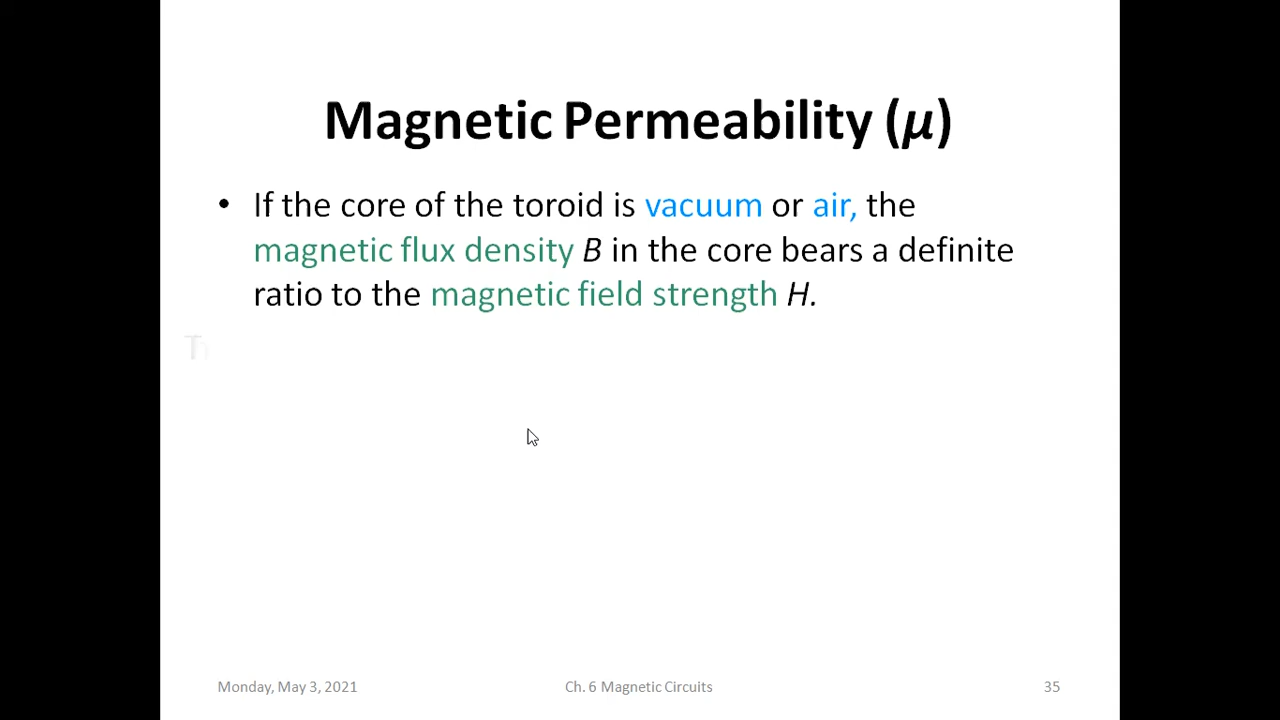 Magnetic Permeability (μ)
• If the core of the toroid is vacuum or air, the
magnetic flux density B in the core bears a definite
ratio to the magnetic field strength H.
Monday, May 3, 2021
Ch. 6 Magnetic Circuits
35